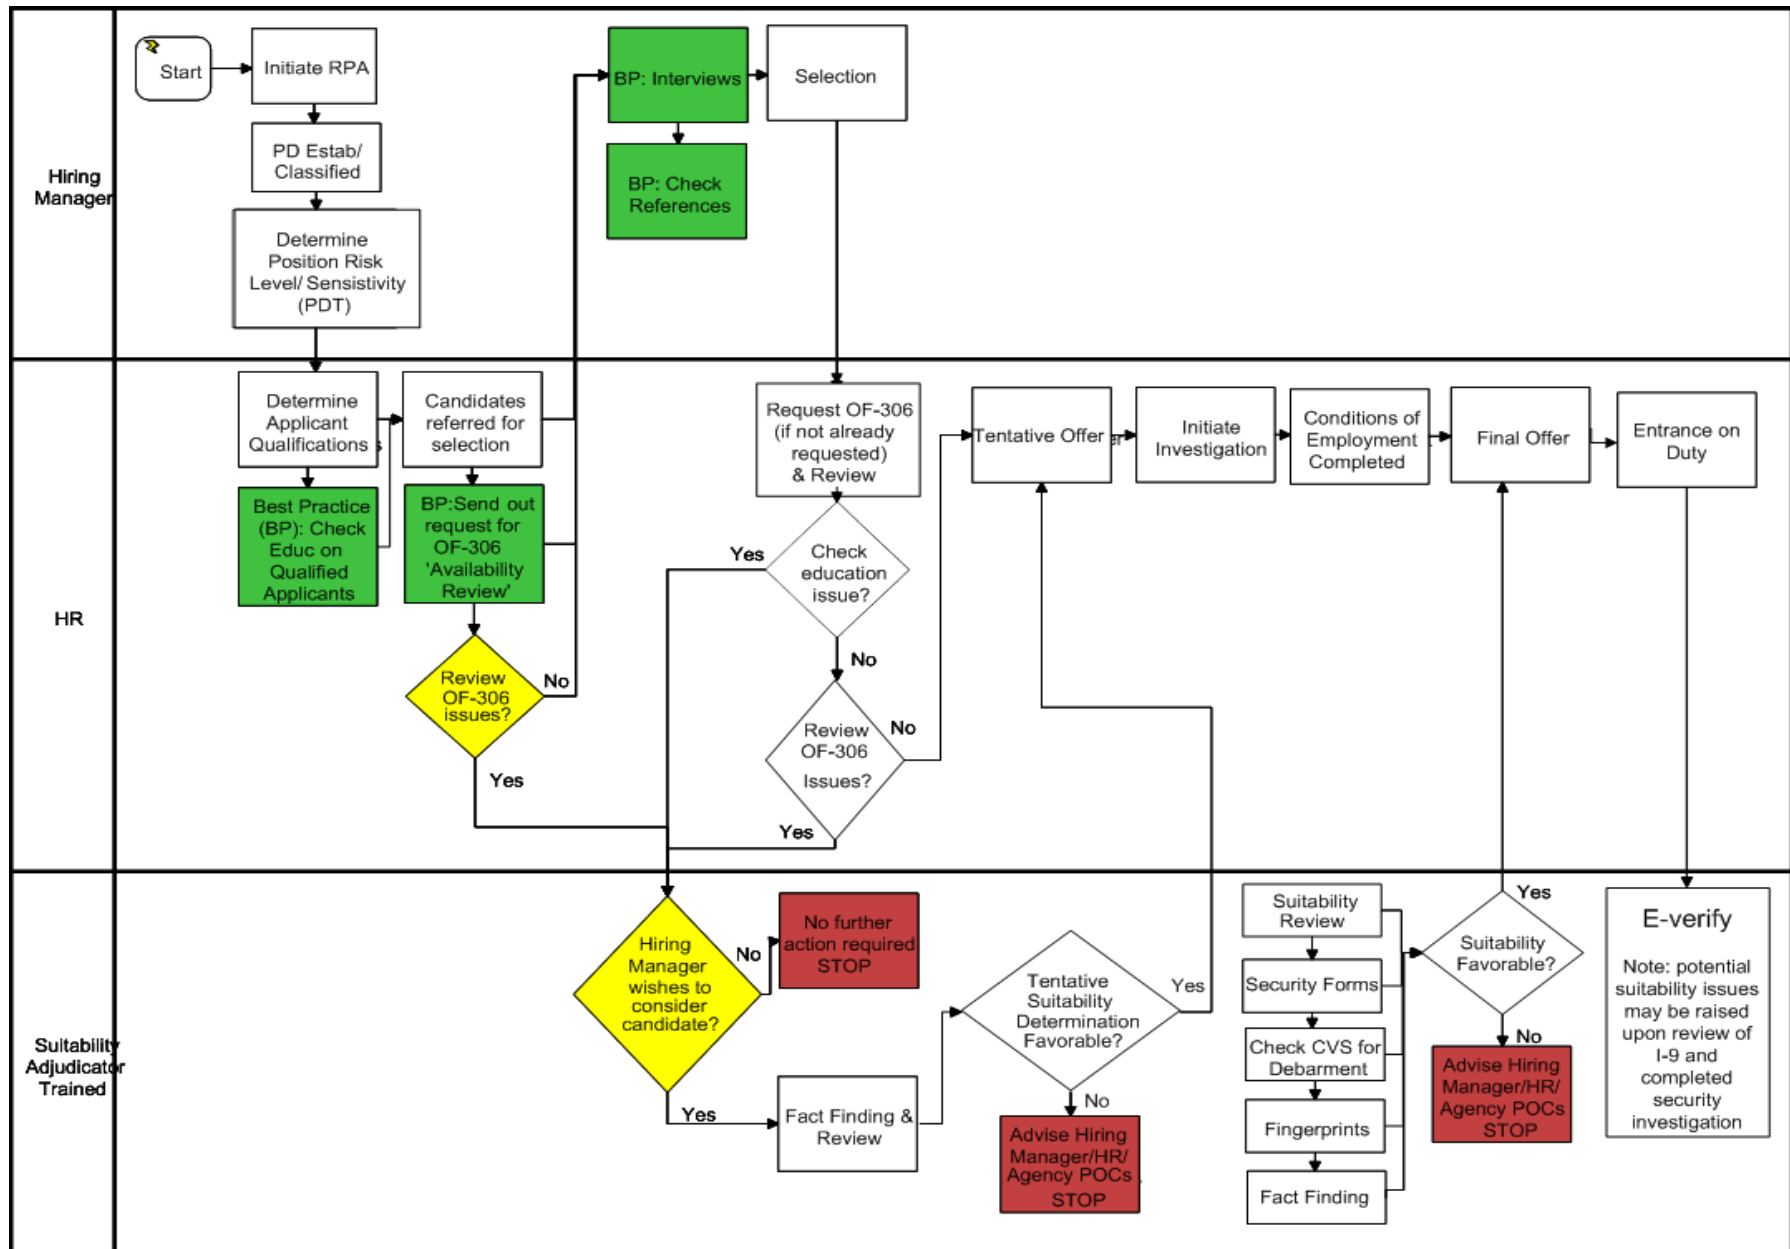 Hiring
Manager
Start
Initiate RPA
PD Estab/
Classified
Determine
Position Risk
Level/ Sensistivity
(PDT)
BP: Interviews
BP: Check
References
Selection
HR
Determine
Applicant
Qualifications
s
Best Practice
(BP): Check
Educ on
Qualified
Applicants
Candidates
referred for
selection
BP:Send out
request for
OF-306
'Availability
Review'
Review
OF-306
issues?
No
Yes
Request OF-306
(if not already
requested)
& Review
Check
education
issue?
Yes
No
Review
OF-306
Issues?
No
Yes
Tentative Offer
er
Initiate
Investigation
Conditions of
Employment
Completed
Final Offer
Entrance on
Duty
Suitability
Adjudicator
Trained
Hiring
Manager
wishes to
consider
candidate?
No
Yes
No further
action required
STOP
Fact Finding &
Review
Tentative
Suitability
Determination
Favorable?
Yes
No
Advise Hiring
Manager/HR/
Agency POCs
STOP
Suitability
Review
Security Forms
Check CVS for
Debarment
Fingerprints
Fact Finding
Suitability
Favorable?
Yes
No
Advise Hiring
Manager/HR/
Agency POCs
STOP
E-verify
Note: potential
suitability issues
may be raised
upon review of
I-9 and
completed
security
investigation